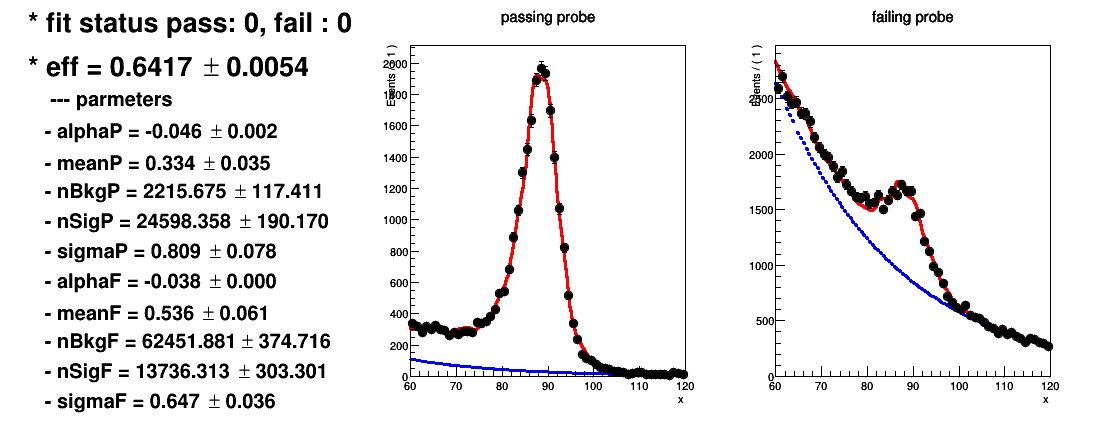 * fit status pass: 0, fail : 0
* eff = 0.6417 ± 0.0054
--- parmeters
- alphaP = -0.046 ± 0.002
- meanP = 0.334 ± 0.035
- nBkgP = 2215.675 ± 117.411
- nSigP = 24598.358 ± 190.170
- sigmaP = 0.809 ± 0.078
- alphaF = -0.038 ± 0.000
- meanF = 0.536 ± 0.061
- nBkgF = 62451.881 ± 374.716
- nSigF = 13736.313 ± 303.301
- sigmaF = 0.647 ± 0.036
passing probe
Events / ( 1 )
2000
1800
1600
1400
1200
1000
800
600
400
200
0
60 70 80 90 100 110 120
x
failing probe
Events / ( 1 )
2500
2000
1500
1000
500
0
60 70 80 90 100 110 120
x